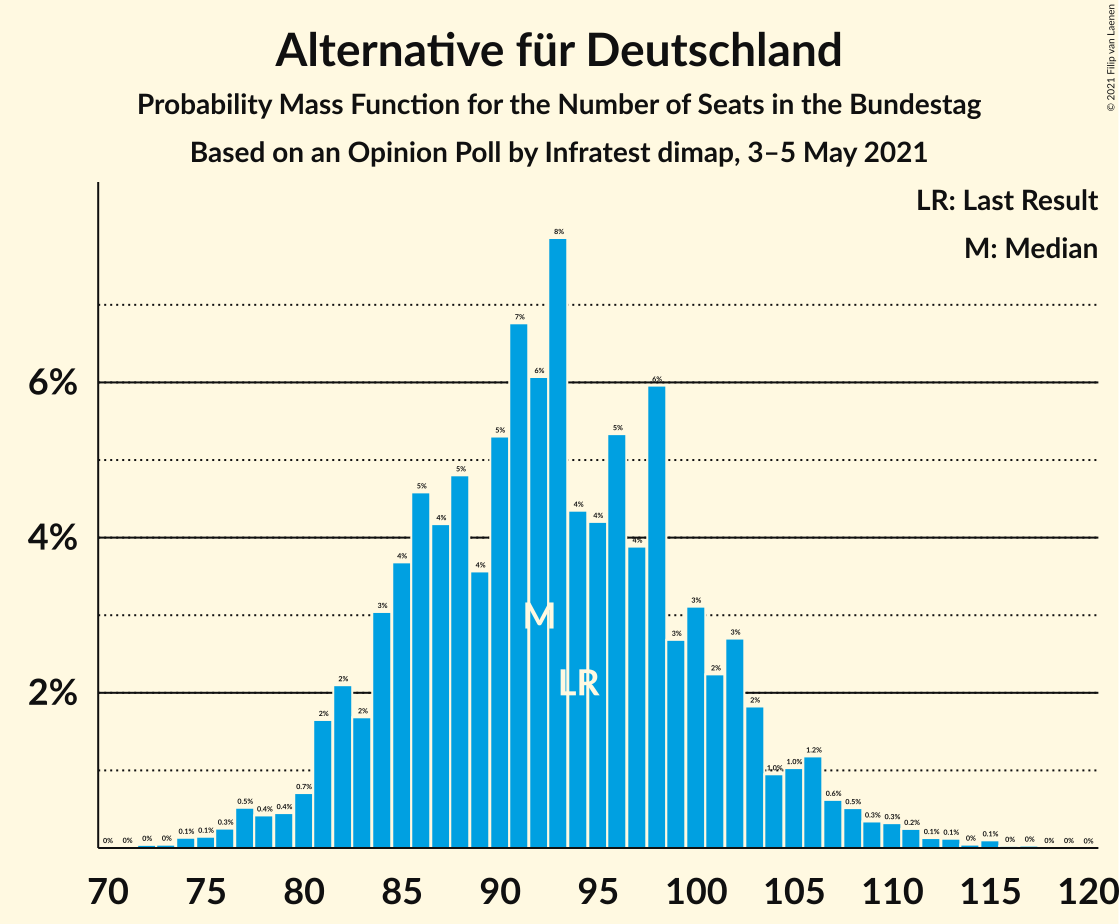 Alternative für Deutschland
Probability Mass Function for the Number of Seats in the Bundestag
Based on an Opinion Poll by Infratest dimap, 3–5 May 2021
© 2021 Filip van Laenen
LR: Last Result
M: Median
6%
4%
2%
0% 0% 0% 0% 0.1% 0.1% 0.3% 0.5% 0.4% 0.4% 0.7% 2% 2% 2% 3% 4% 5% 4% 5% 4% 5% 7% 6% 8% 4% 4% 5% 4% 6% 3% 3% 2% 3% 2% 1.0% 1.0% 1.2% 0.6% 0.5% 0.3% 0.3% 0.2% 0.1% 0.1% 0% 0.1% 0% 0% 0% 0% 0%
M
LR
70 75 80 85 90 95 100 105 110 115 120